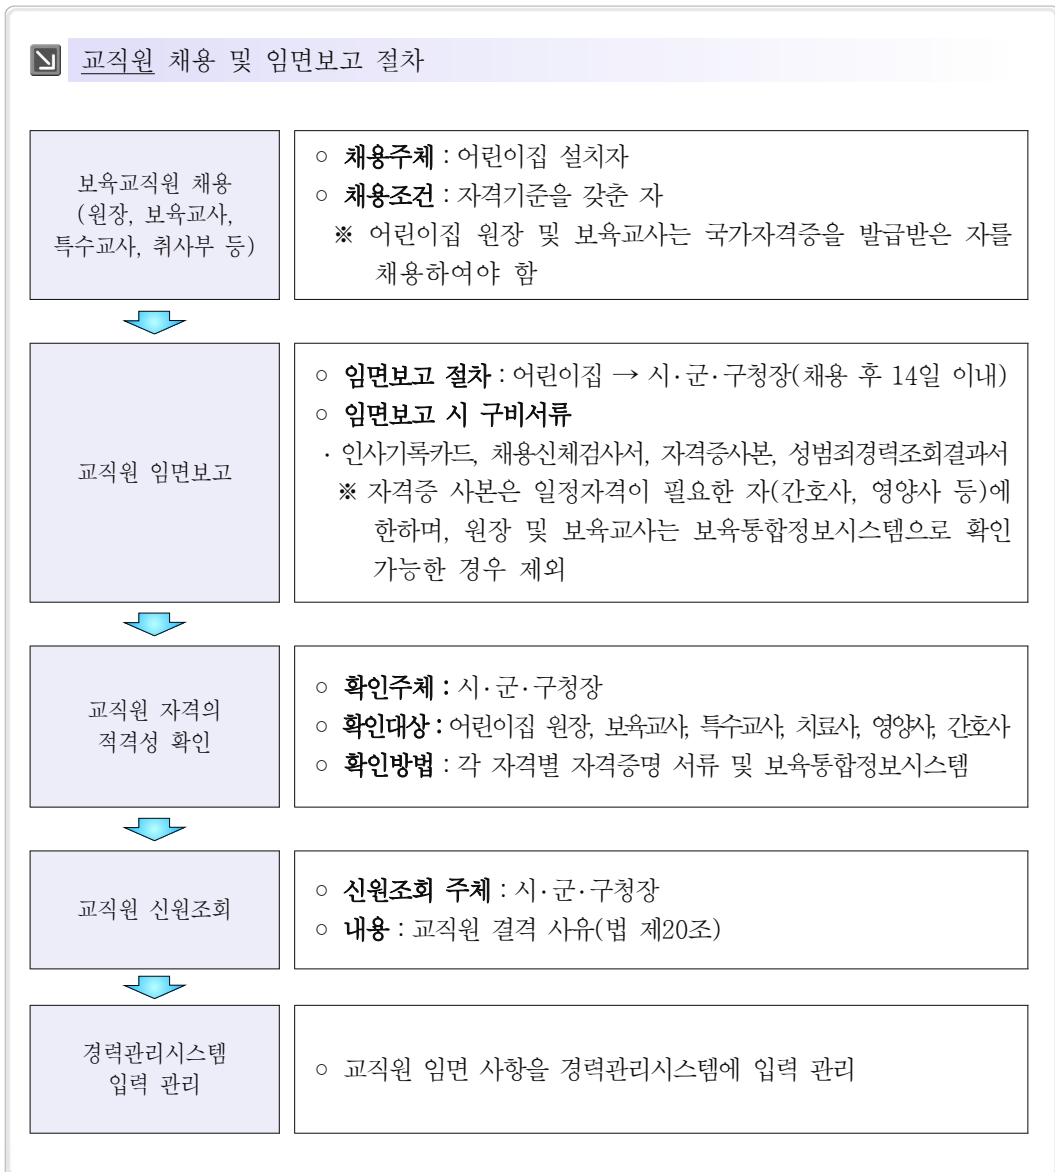 교직원 채용 및 임면보고 절차
보육교직원 채용
(원장, 보육교사,
특수교사, 취사부 등)
○ 채용주체 : 어린이집 설치자
○ 채용조건 : 자격기준을 갖춘 자
※ 어린이집 원장 및 보육교사는 국가자격증을 발급받은 자를
채용하여야 함
교직원 임면보고
○ 임면보고 절차 : 어린이집 → 시·군·구청장(채용 후 14일 이내)
○ 임면보고 시 구비서류
· 인사기록카드, 채용신체검사서, 자격증사본, 성범죄경력조회결과서
※ 자격증 사본은 일정자격이 필요한 자(간호사, 영양사 등)에
한하며, 원장 및 보육교사는 보육통합정보시스템으로 확인
가능한 경우 제외
교직원 자격의
적격성 확인
○ 확인주체 : 시·군·구청장
○ 확인대상 : 어린이집 원장, 보육교사, 특수교사, 치료사, 영양사, 간호사
○ 확인방법 : 각 자격별 자격증명 서류 및 보육통합정보시스템
교직원 신원조회
○ 신원조회 주체 : 시·군·구청장
○ 내용 : 교직원 결격 사유(법 제20조)
경력관리시스템
입력 관리
○ 교직원 임면 사항을 경력관리시스템에 입력 관리